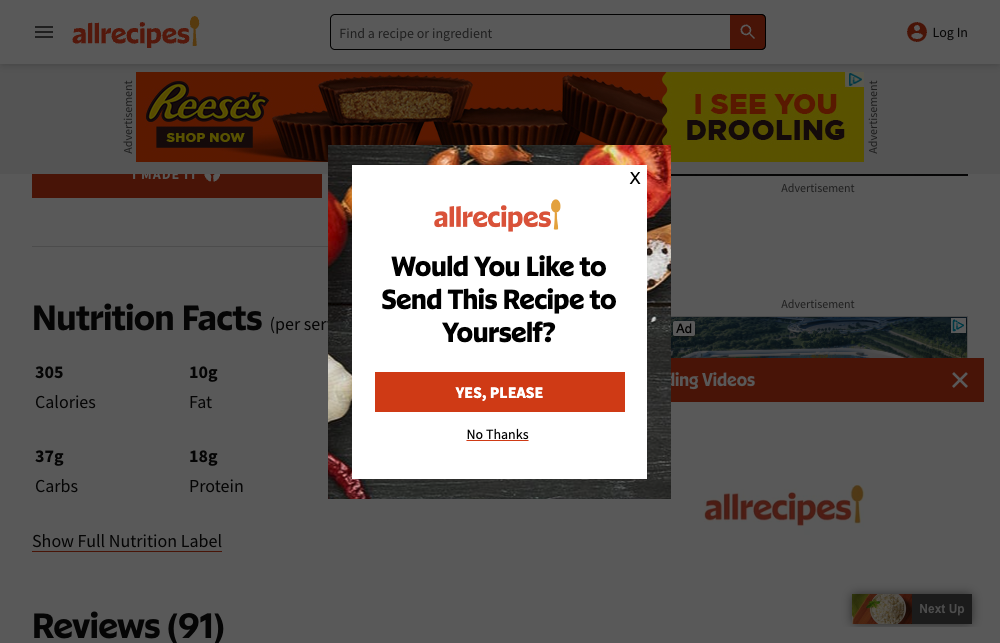 allrecipes
Find a recipe or ingredient
Log In
Advertisement
Reese's
SHOP NOW
I SEE YOU
DROOLING
Advertisement
I MADE IT
Advertisement
X
allrecipes
Would You Like to
Send This Recipe to
Yourself?
YES, PLEASE
No Thanks
Nutrition Facts (per ser
305
Calories
10g
Fat
37g
Carbs
18g
Protein
Show Full Nutrition Label
Reviews (91)
Advertisement
Ad
ding Videos
allrecipes
Next Up